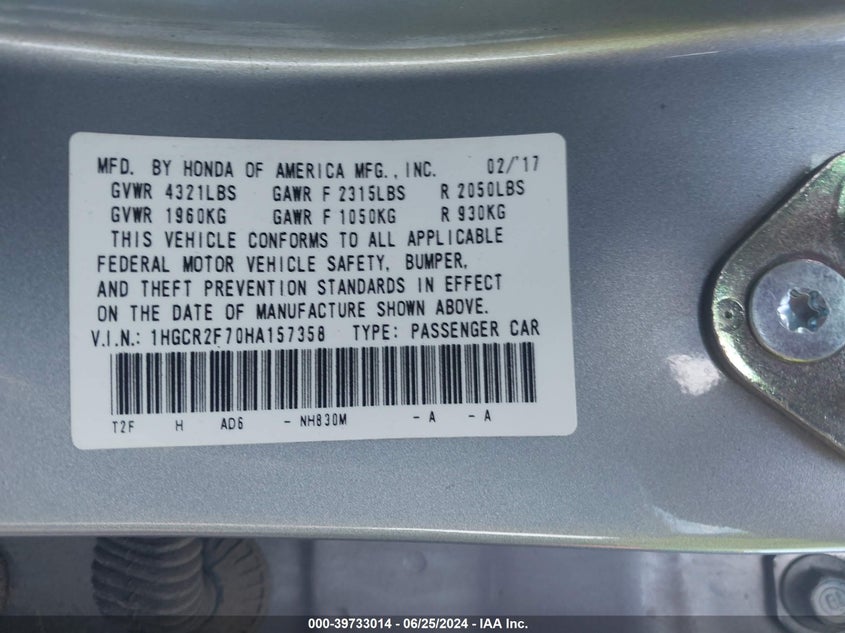 MFD. BY HONDA OF AMERICA MFG., INC. 02/'17
GVWR 4321LBS GAWR F 2315LBS R 2050LBS
GVWR 1960KG GAWR F 1050KG R 930KG
THIS VEHICLE CONFORMS TO ALL APPLICABLE
FEDERAL MOTOR VEHICLE SAFETY, BUMPER,
AND THEFT PREVENTION STANDARDS IN EFFECT
ON THE DATE OF MANUFACTURE SHOWN ABOVE.
V.I.N.: 1HGCR2F70HA157358 TYPE: PASSENGER CAR
T2F H AD6 - NH830M - A - A
000-39733014 - 06/25/2024 - IAA Inc.